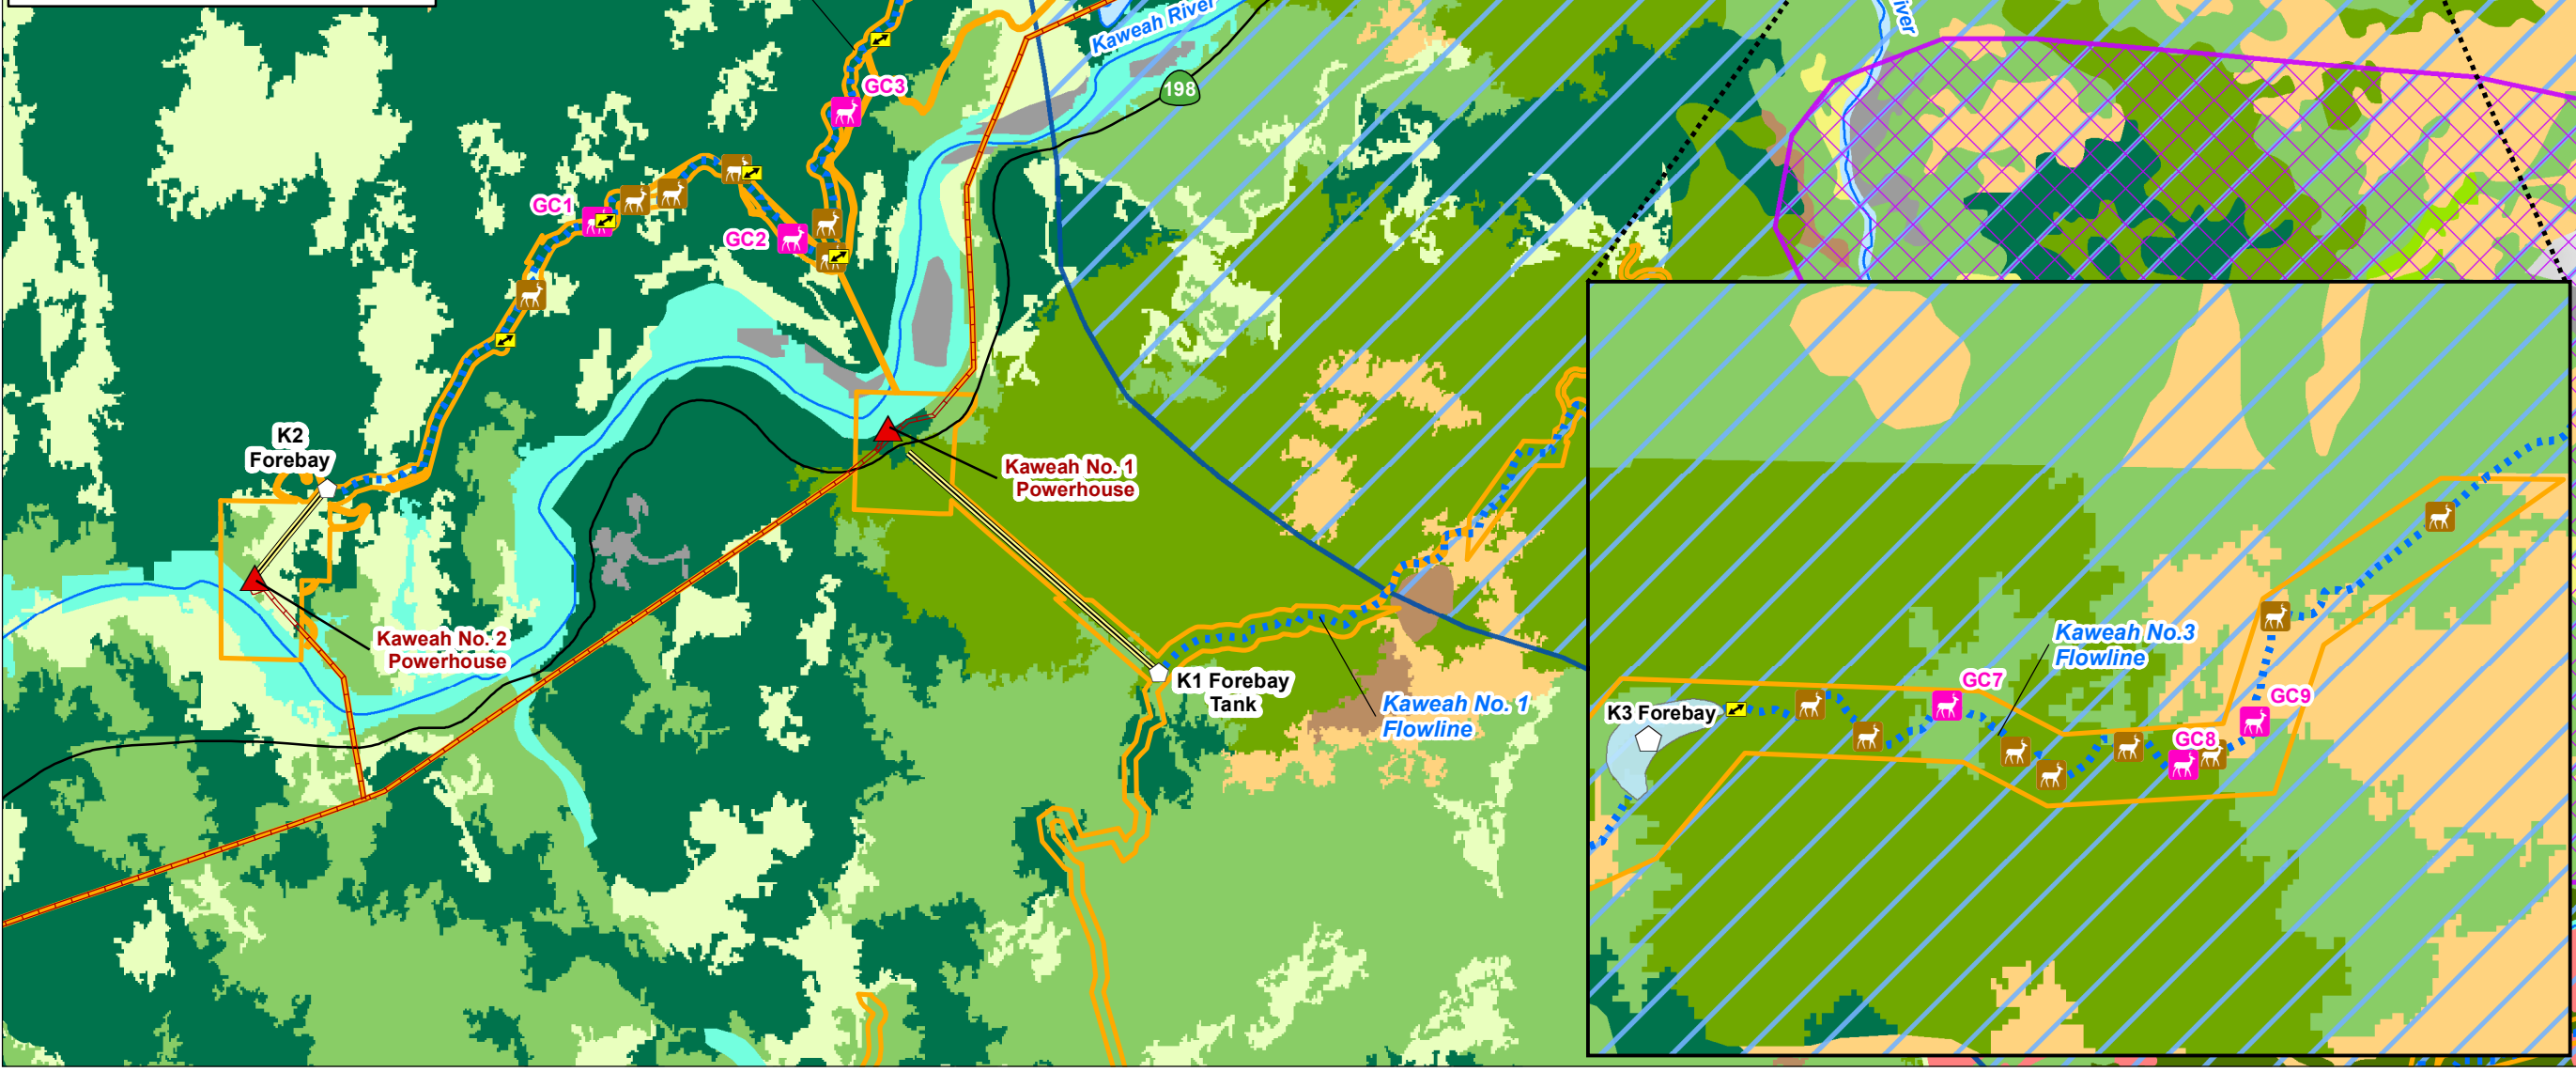 Kaweah River
River
198
GC3
GC1
GC2
K2
Forebay
Kaweah No. 1
Powerhouse
Kaweah No. 2
Powerhouse
K1 Forebay
Tank
Kaweah No. 1
Flowline
Kaweah No.3
Flowline
GC7
K3 Forebay
GC9
GC8